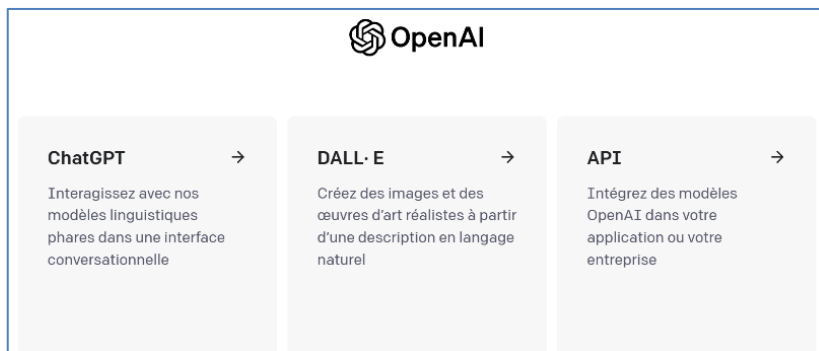 OpenAI
ChatGPT →
Interagissez avec nos
modèles linguistiques
phares dans une interface
conversationnelle
DALL·E →
Créez des images et des
œuvres d'art réalistes à partir
d'une description en langage
naturel
API →
Intégrez des modèles
OpenAI dans votre
application ou votre
entreprise